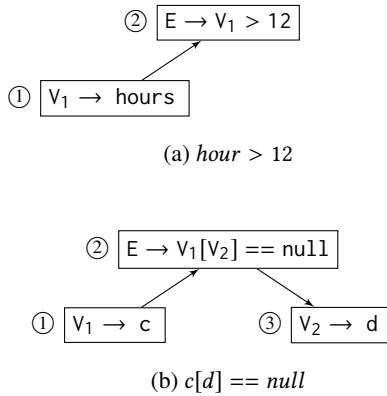 ② E → V₁ > 12
① V₁ → hours
(a) hour > 12
② E → V₁[V₂] == null
① V₁ → c ③ V₂ → d
(b) c[d] == null